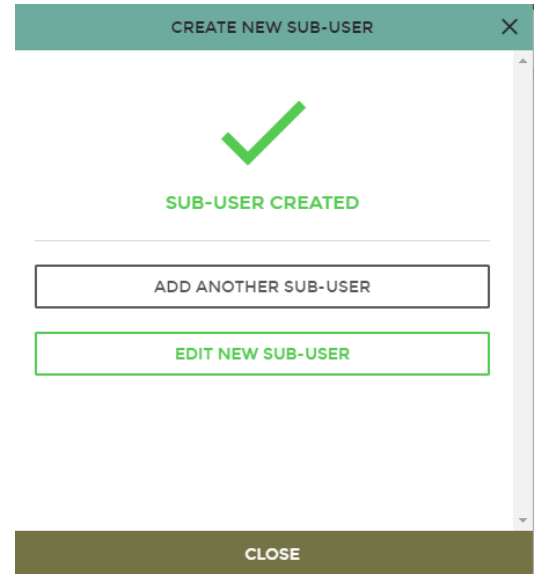 CREATE NEW SUB-USER
SUB-USER CREATED
ADD ANOTHER SUB-USER
EDIT NEW SUB-USER
CLOSE